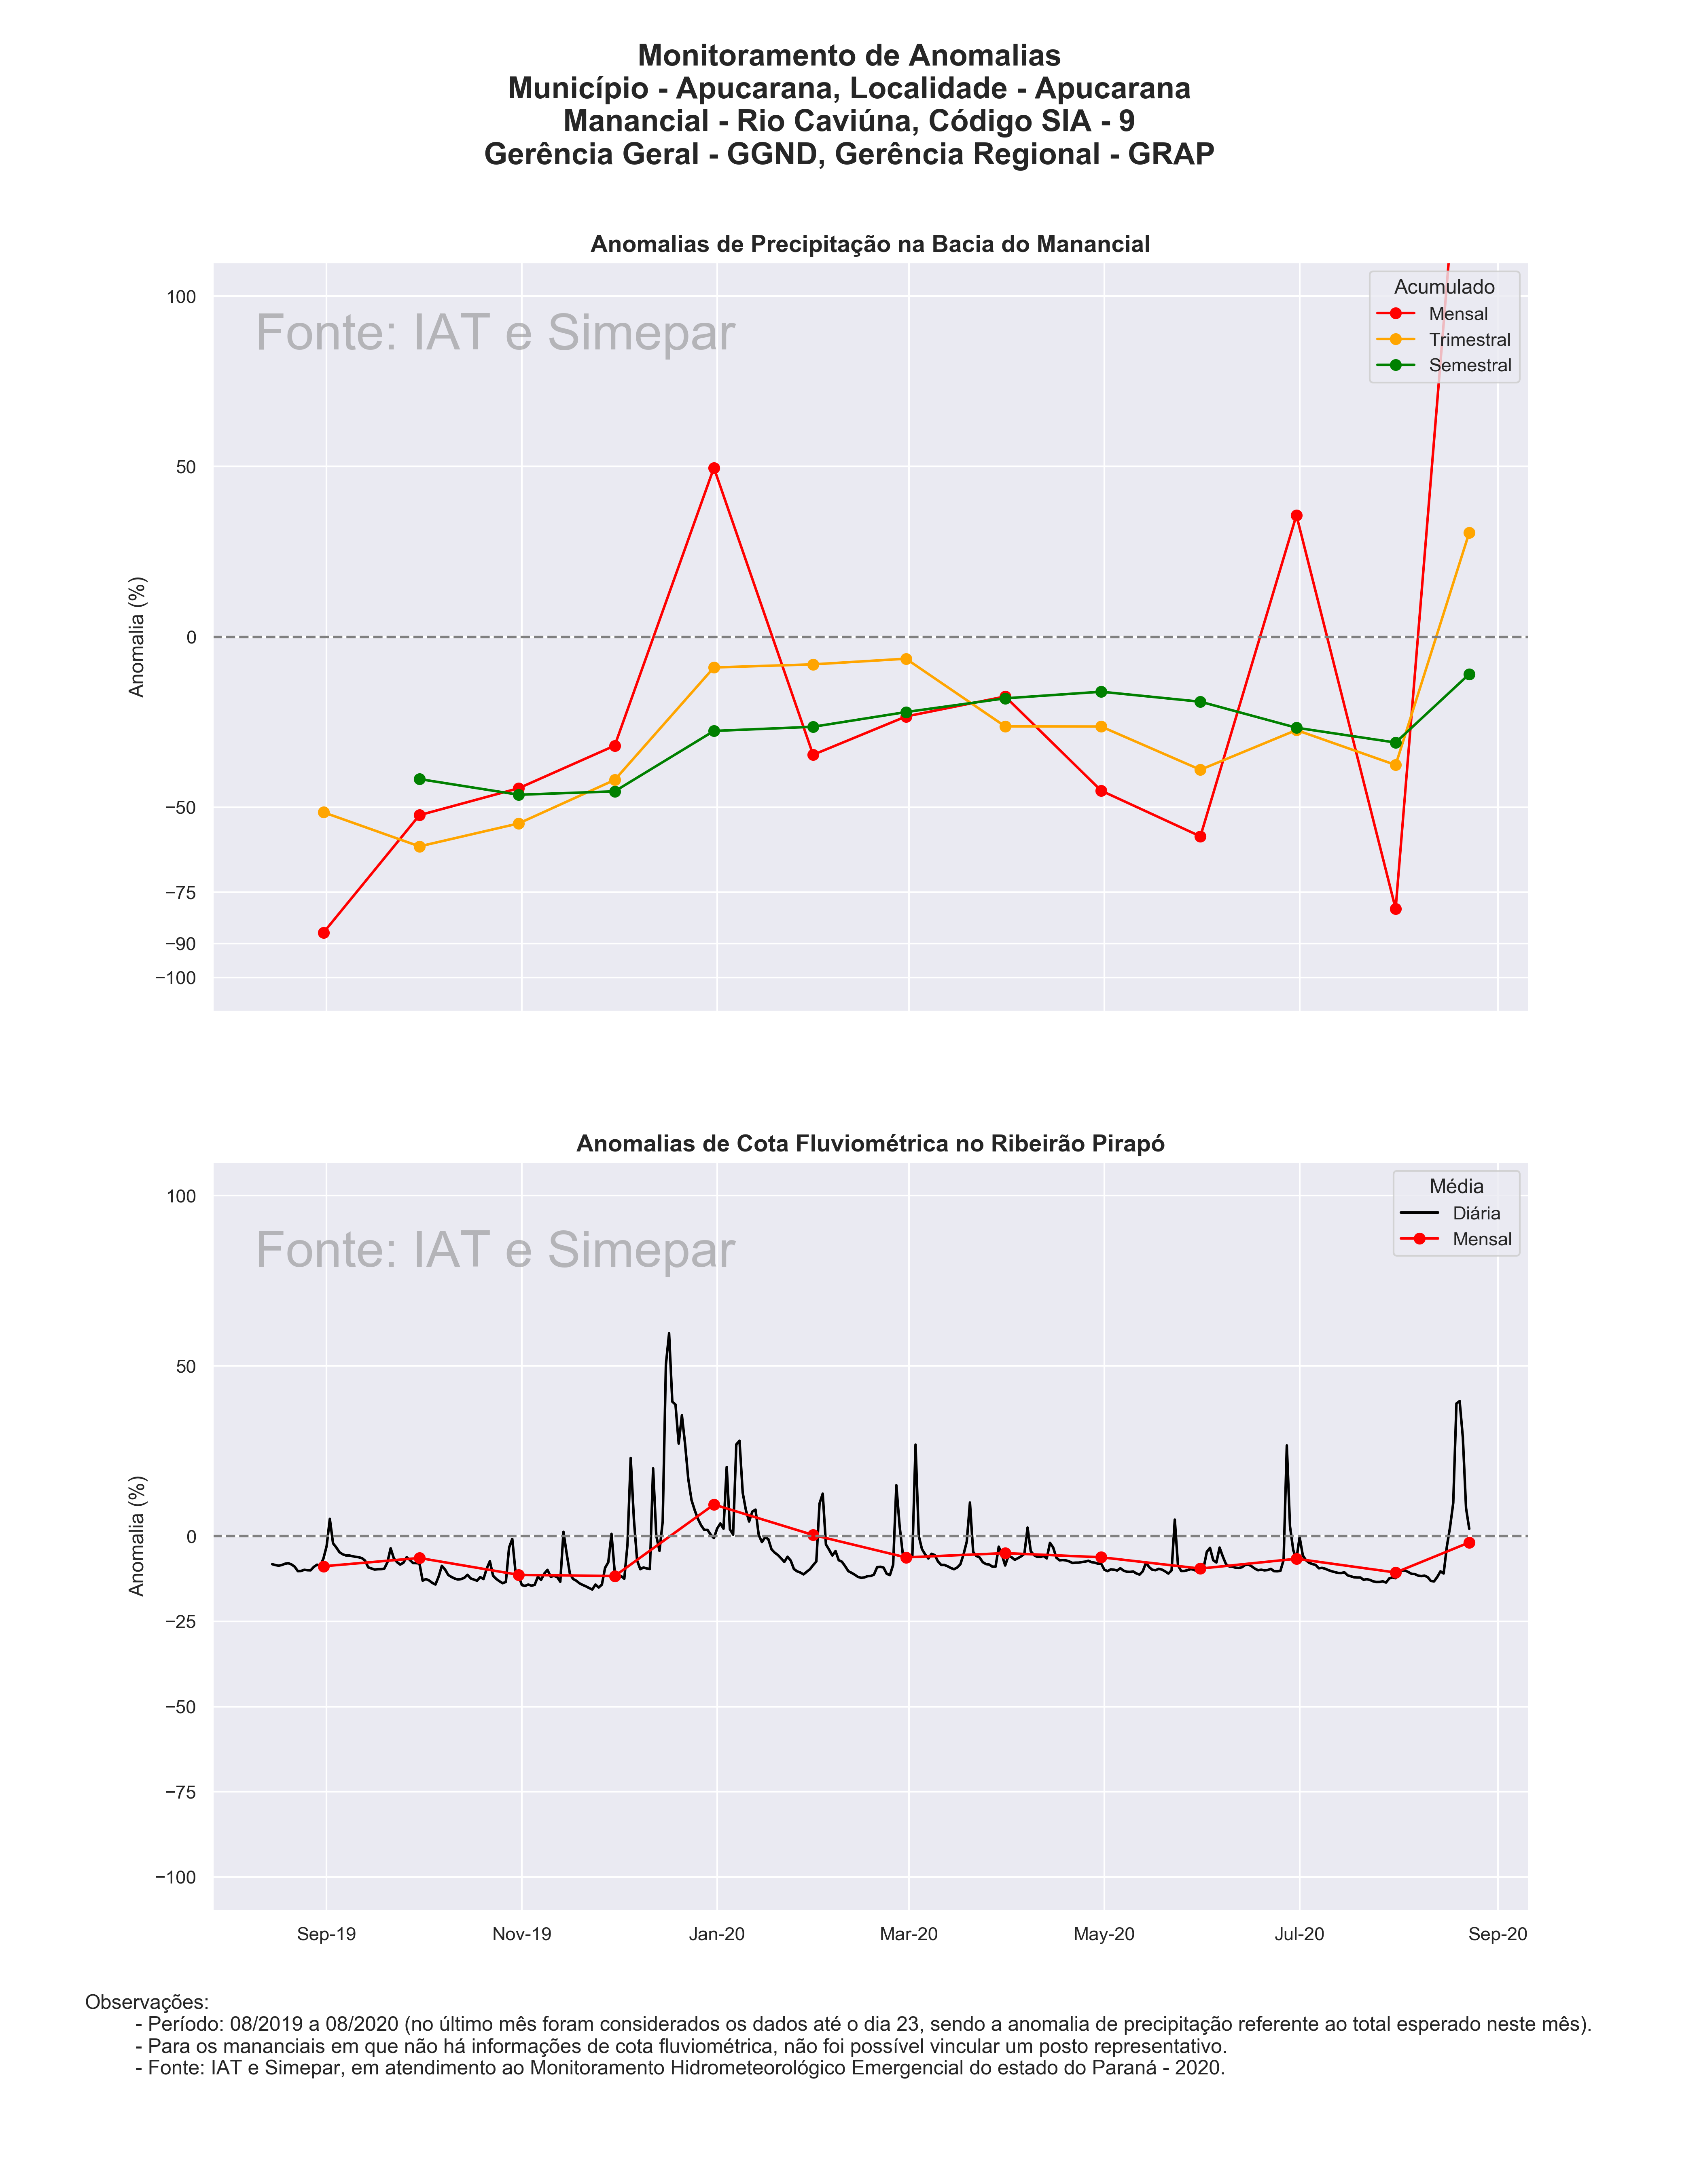 Monitoramento de Anomalias
Município - Apucarana, Localidade - Apucarana
Manancial - Rio Caviúna, Código SIA - 9
Gerência Geral - GGND, Gerência Regional - GRAP
Anomalias de Precipitação na Bacia do Manancial
Fonte: IAT e Simepar
Acumulado
Mensal
Trimestral
Semestral
Anomalia (%)
100
50
0
−50
−75
−90
−100
Anomalias de Cota Fluviométrica no Ribeirão Pirapó
Fonte: IAT e Simepar
Média
Diária
Mensal
Anomalia (%)
100
50
0
−25
−50
−75
−100
Sep-19 Nov-19 Jan-20 Mar-20 May-20 Jul-20 Sep-20
Observações:
- Período: 08/2019 a 08/2020 (no último mês foram considerados os dados até o dia 23, sendo a anomalia de precipitação referente ao total esperado neste mês).
- Para os mananciais em que não há informações de cota fluviométrica, não foi possível vincular um posto representativo.
- Fonte: IAT e Simepar, em atendimento ao Monitoramento Hidrometeorológico Emergencial do estado do Paraná - 2020.